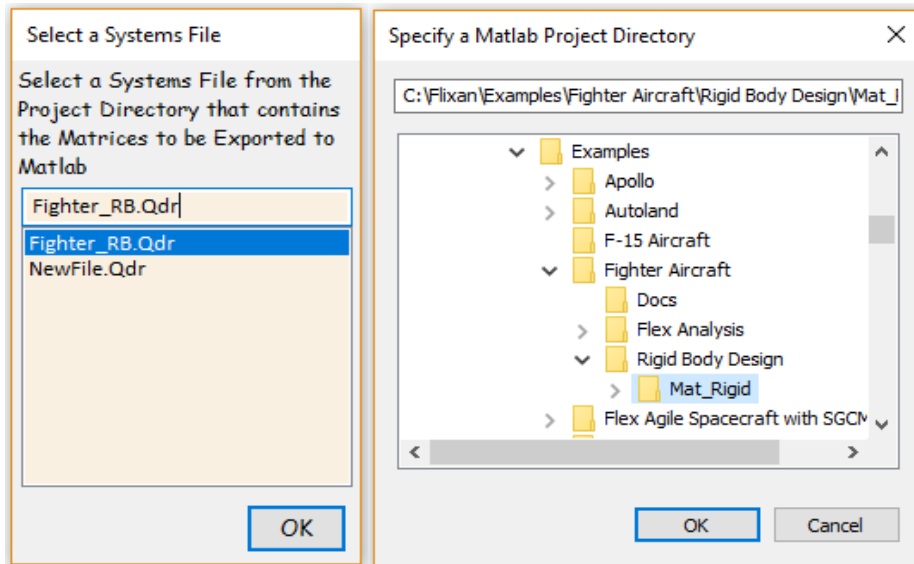 Select a Systems File
Select a Systems File from the
Project Directory that contains
the Matrices to be Exported to
Matlab
Fighter_RB.Qdr
Fighter_RB.Qdr
NewFile.Qdr
OK
Specify a Matlab Project Directory
C:\Flixan\Examples\Fighter Aircraft\Rigid Body Design\Mat_
Examples
Apollo
Autoland
F-15 Aircraft
Fighter Aircraft
Docs
Flex Analysis
Rigid Body Design
Mat_Rigid
Flex Agile Spacecraft with SGCM
OK
Cancel